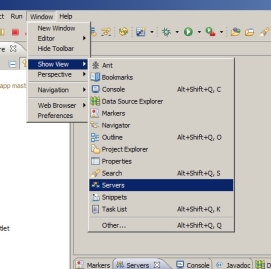 ct Run Window Help
New Window
Editor
Hide Toolbar
Show View
Perspective
Navigation
Web Browser
Preferences
Ant
Bookmarks
Console Alt+Shift+Q, C
Data Source Explorer
Markers
Navigator
Outline Alt+Shift+Q, O
Project Explorer
Properties
Search Alt+Shift+Q, S
Servers
Snippets
Task List Alt+Shift+Q, K
Other... Alt+Shift+Q, Q
re
app mast
tlet
Markers Servers Console Javadoc D